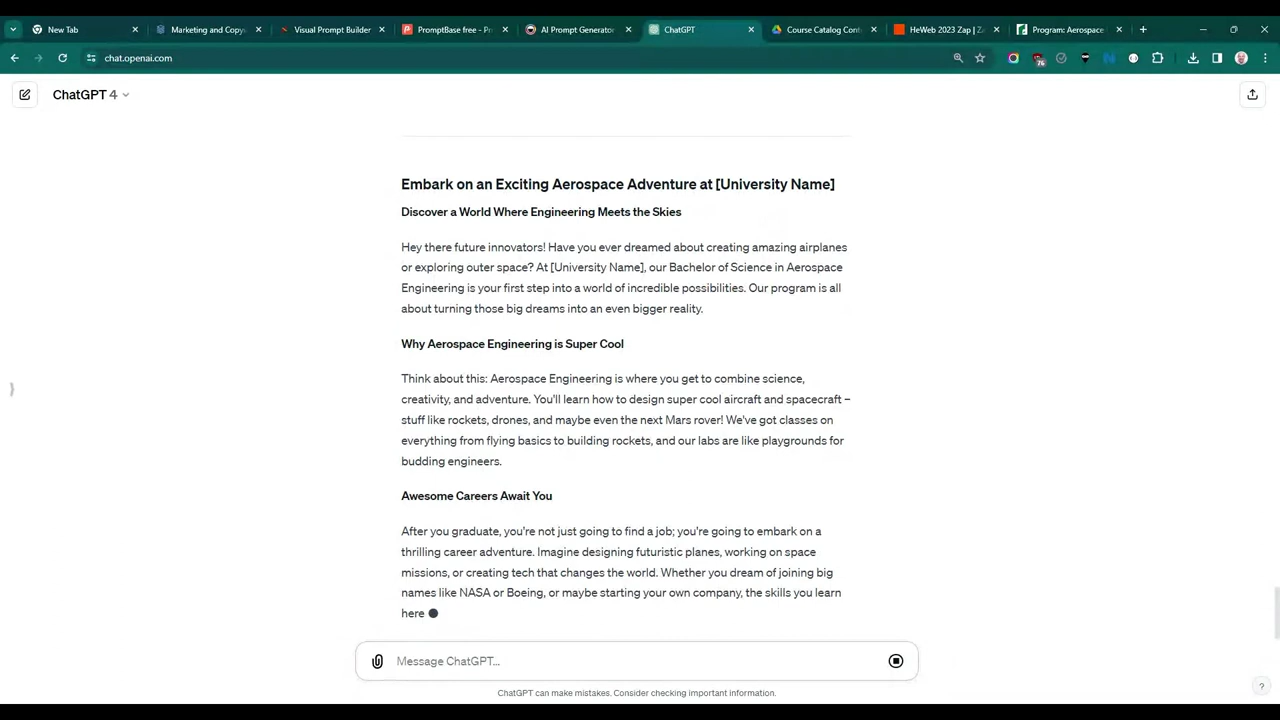 New Tab
Marketing and Copy
Visual Prompt Builder
PromptBase free - Pr
AI Prompt Generator
ChatGPT
Course Catalog Cont
HeWeb 2023 Zap | Z
Program: Aerospace
chat.openai.com
76
ChatGPT 4
Embark on an Exciting Aerospace Adventure at [University Name]
Discover a World Where Engineering Meets the Skies
Hey there future innovators! Have you ever dreamed about creating amazing airplanes
or exploring outer space? At [University Name], our Bachelor of Science in Aerospace
Engineering is your first step into a world of incredible possibilities. Our program is all
about turning those big dreams into an even bigger reality.
Why Aerospace Engineering is Super Cool
Think about this: Aerospace Engineering is where you get to combine science,
creativity, and adventure. You'll learn how to design super cool aircraft and spacecraft –
stuff like rockets, drones, and maybe even the next Mars rover! We've got classes on
everything from flying basics to building rockets, and our labs are like playgrounds for
budding engineers.
Awesome Careers Await You
After you graduate, you're not just going to find a job; you're going to embark on a
thrilling career adventure. Imagine designing futuristic planes, working on space
missions, or creating tech that changes the world. Whether you dream of joining big
names like NASA or Boeing, or maybe starting your own company, the skills you learn
here
Message ChatGPT...
ChatGPT can make mistakes. Consider checking important information.
?